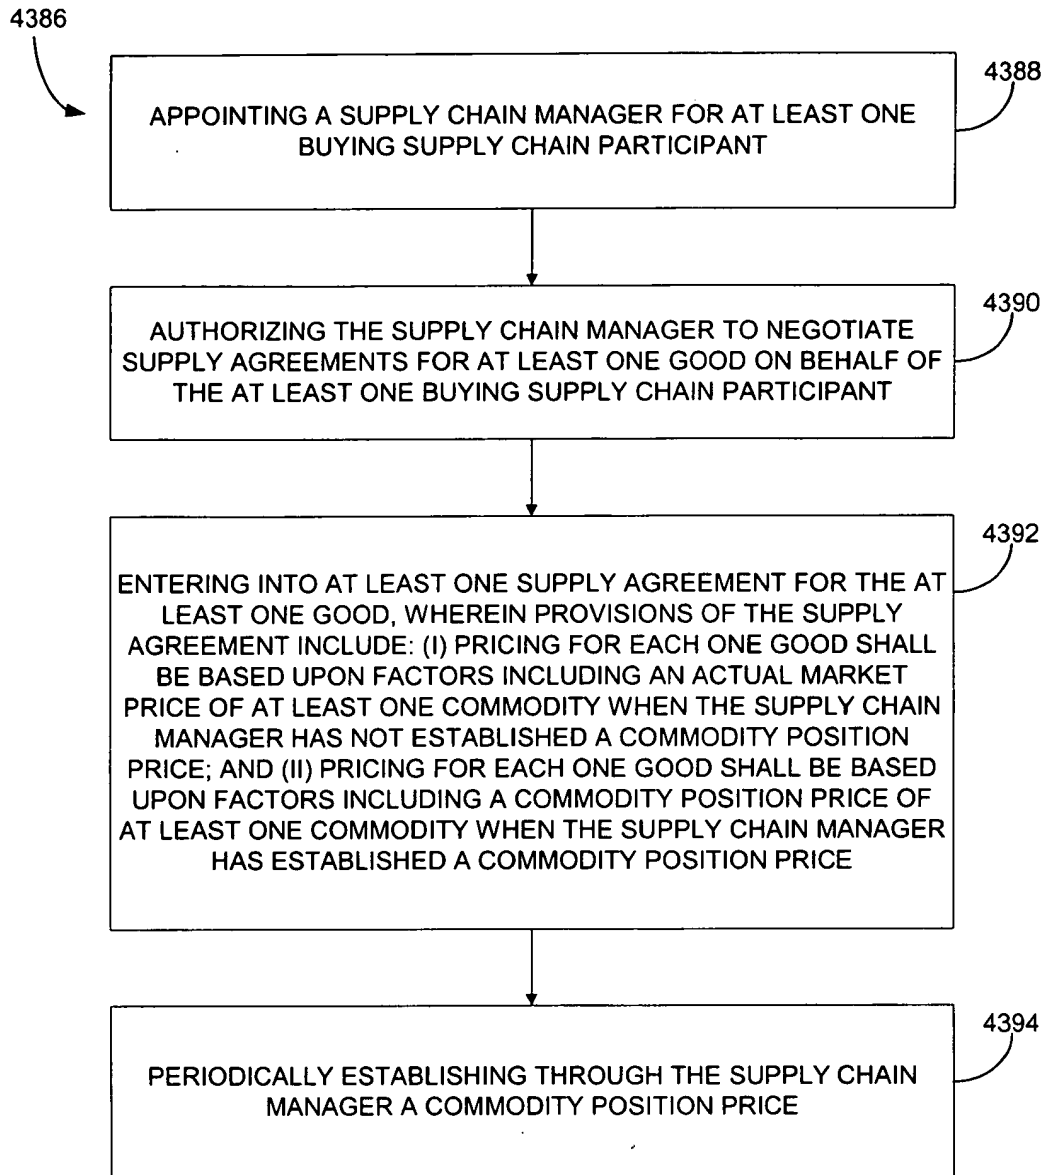 4386
4388
APPOINTING A SUPPLY CHAIN MANAGER FOR AT LEAST ONE
BUYING SUPPLY CHAIN PARTICIPANT
4390
AUTHORIZING THE SUPPLY CHAIN MANAGER TO NEGOTIATE
SUPPLY AGREEMENTS FOR AT LEAST ONE GOOD ON BEHALF OF
THE AT LEAST ONE BUYING SUPPLY CHAIN PARTICIPANT
4392
ENTERING INTO AT LEAST ONE SUPPLY AGREEMENT FOR THE AT
LEAST ONE GOOD, WHEREIN PROVISIONS OF THE SUPPLY
AGREEMENT INCLUDE: (I) PRICING FOR EACH ONE GOOD SHALL
BE BASED UPON FACTORS INCLUDING AN ACTUAL MARKET
PRICE OF AT LEAST ONE COMMODITY WHEN THE SUPPLY CHAIN
MANAGER HAS NOT ESTABLISHED A COMMODITY POSITION
PRICE; AND (II) PRICING FOR EACH ONE GOOD SHALL BE BASED
UPON FACTORS INCLUDING A COMMODITY POSITION PRICE OF
AT LEAST ONE COMMODITY WHEN THE SUPPLY CHAIN MANAGER
HAS ESTABLISHED A COMMODITY POSITION PRICE
4394
PERIODICALLY ESTABLISHING THROUGH THE SUPPLY CHAIN
MANAGER A COMMODITY POSITION PRICE